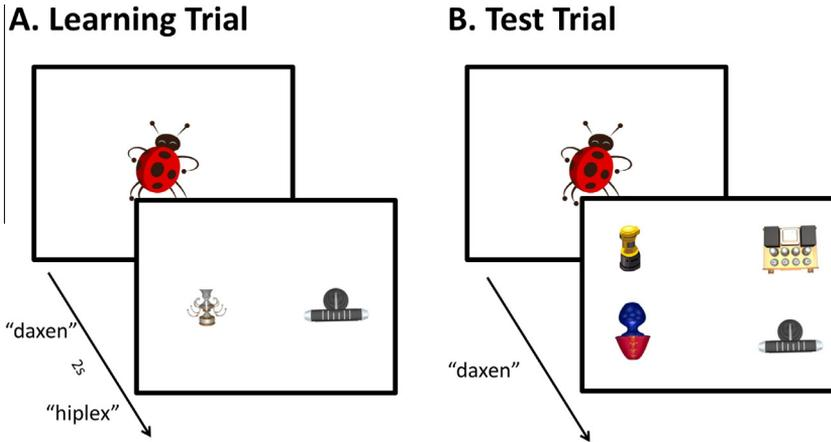 A. Learning Trial
B. Test Trial
“daxen”
2s
“hiplex”
“daxen”